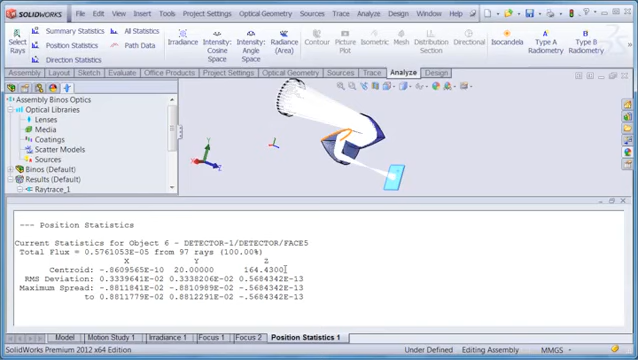 SOLIDWORKS File Edit View Insert Tools Project Settings Optical Geometry Sources Trace Analyze Design Window Help
Select Rays Summary Statistics All Statistics Irradiance Intensity: Cosine Space Intensity: Angle Space Radiance (Area) Contour Picture Plot Isometric Mesh Distribution Section Directional Isocandela Type A Radiometry Type B Radiometry
Position Statistics Path Data
Direction Statistics
Assembly Layout Sketch Evaluate Office Products Project Settings Optical Geometry Sources Trace Analyze Design
Assembly Binos Optics
Optical Libraries
Lenses
Media
Coatings
Scatter Models
Sources
Binos (Default)
Results (Default)
Raytrace_1
--- Position Statistics
Current Statistics for Object 6 - DETECTOR-1/DETECTOR/FACE5
Total Flux = 0.5761053E-05 from 97 rays (100.00%)
X Y Z
Centroid: -.8609565E-10 20.00000 164.4300
RMS Deviation: 0.3339641E-02 0.3338206E-02 0.5684342E-13
Maximum Spread: -.8811841E-02 -.8810989E-02 -.5684342E-13
to 0.8811779E-02 0.8812291E-02 -.5684342E-13
Model Motion Study 1 Irradiance 1 Focus 1 Focus 2 Position Statistics 1
SolidWorks Premium 2012 x64 Edition Under Defined Editing Assembly MMGS